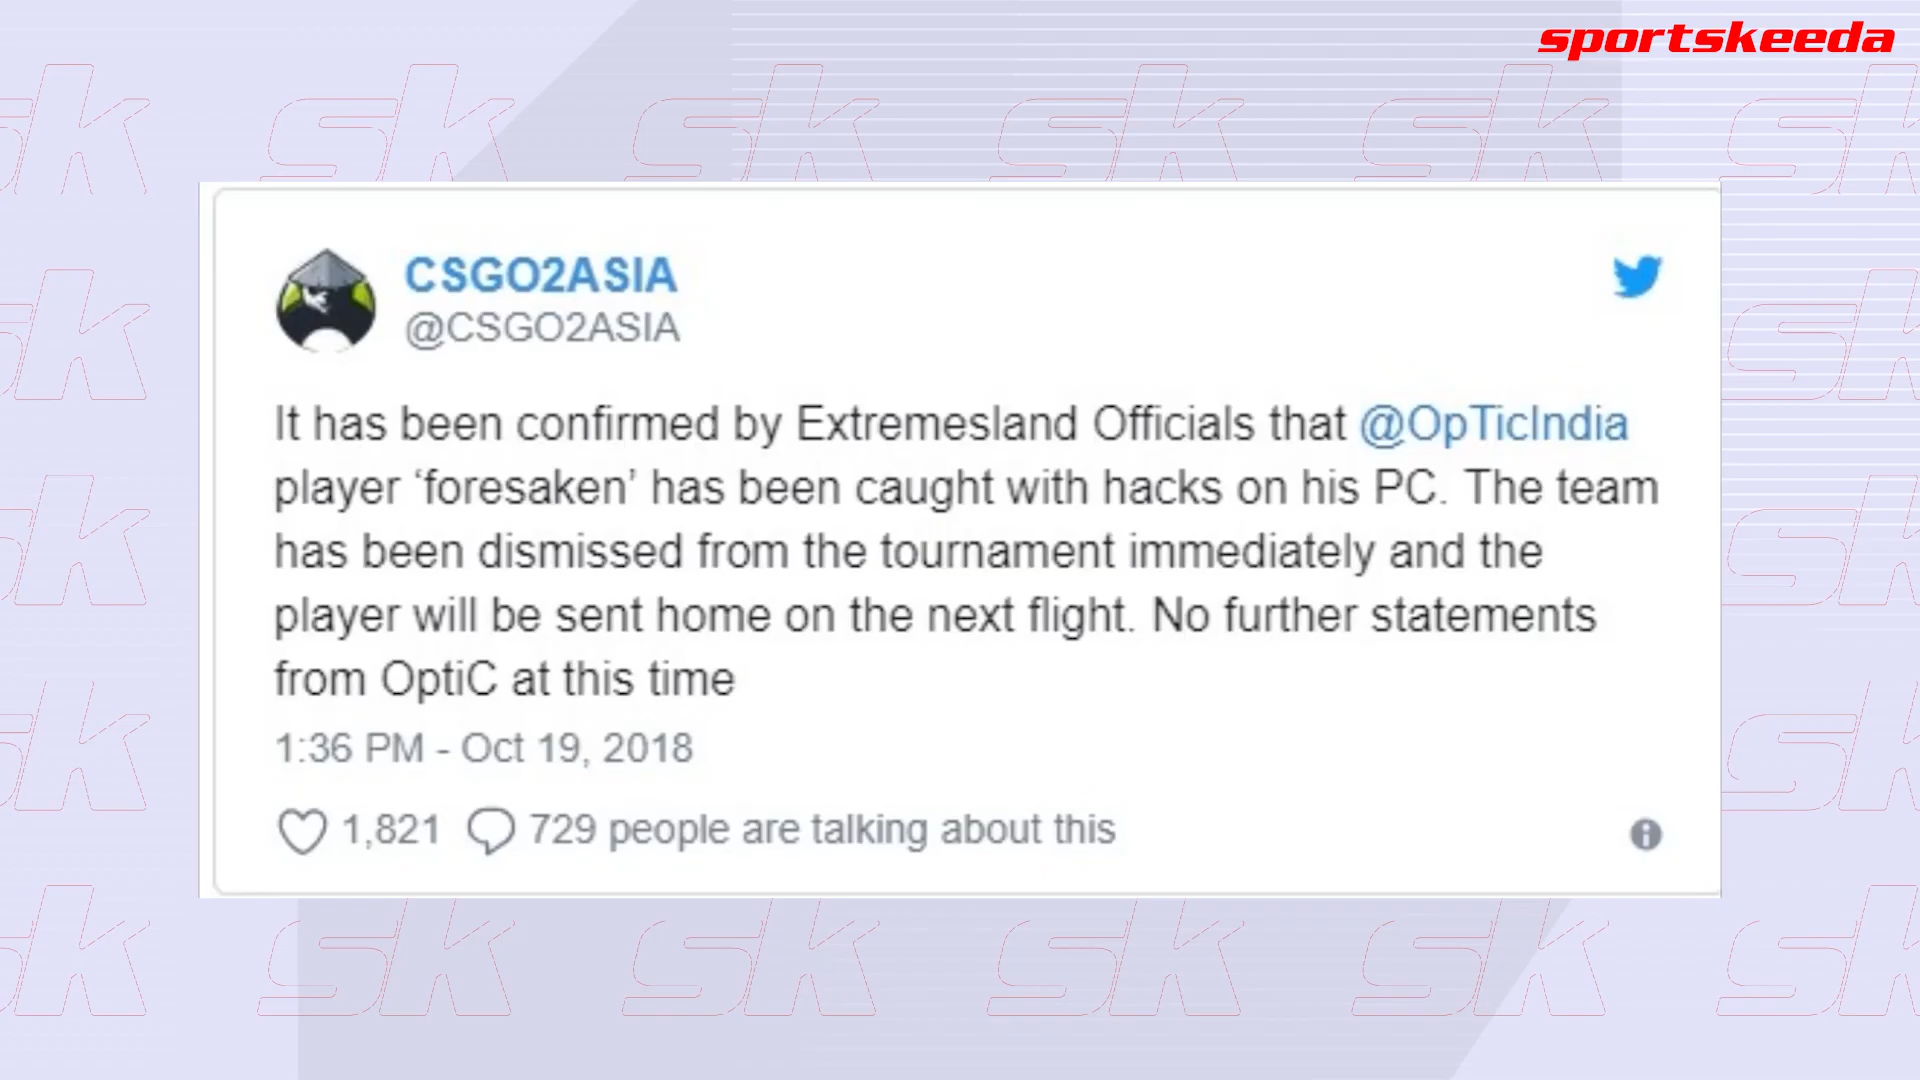 sportskeeda
CSGO2ASIA
@CSGO2ASIA
It has been confirmed by Extremesland Officials that @OpTicIndia
player ‘foresaken’ has been caught with hacks on his PC. The team
has been dismissed from the tournament immediately and the
player will be sent home on the next flight. No further statements
from OptiC at this time
1:36 PM - Oct 19, 2018
1,821 729 people are talking about this